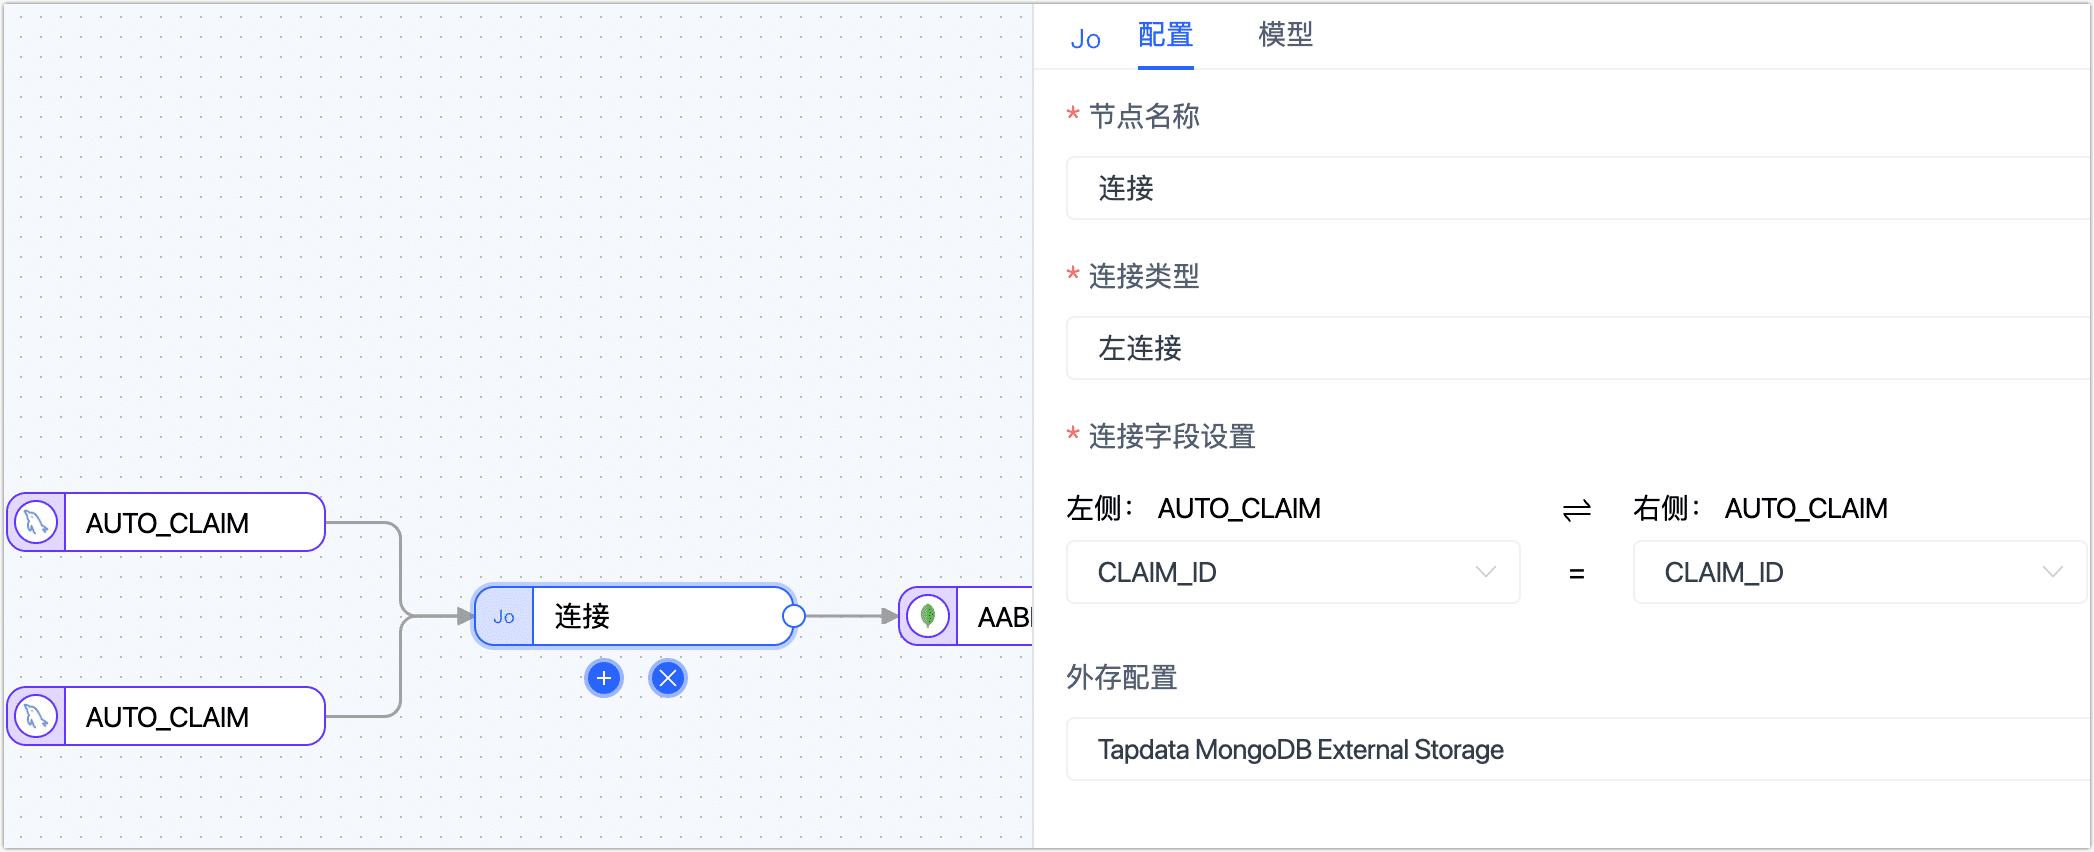 Jo 配置 模型
* 节点名称
连接
* 连接类型
左连接
* 连接字段设置
左侧： AUTO_CLAIM ⇌ 右侧： AUTO_CLAIM
CLAIM_ID = CLAIM_ID
外存配置
Tapdata MongoDB External Storage
AUTO_CLAIM
Jo 连接
AAB
AUTO_CLAIM